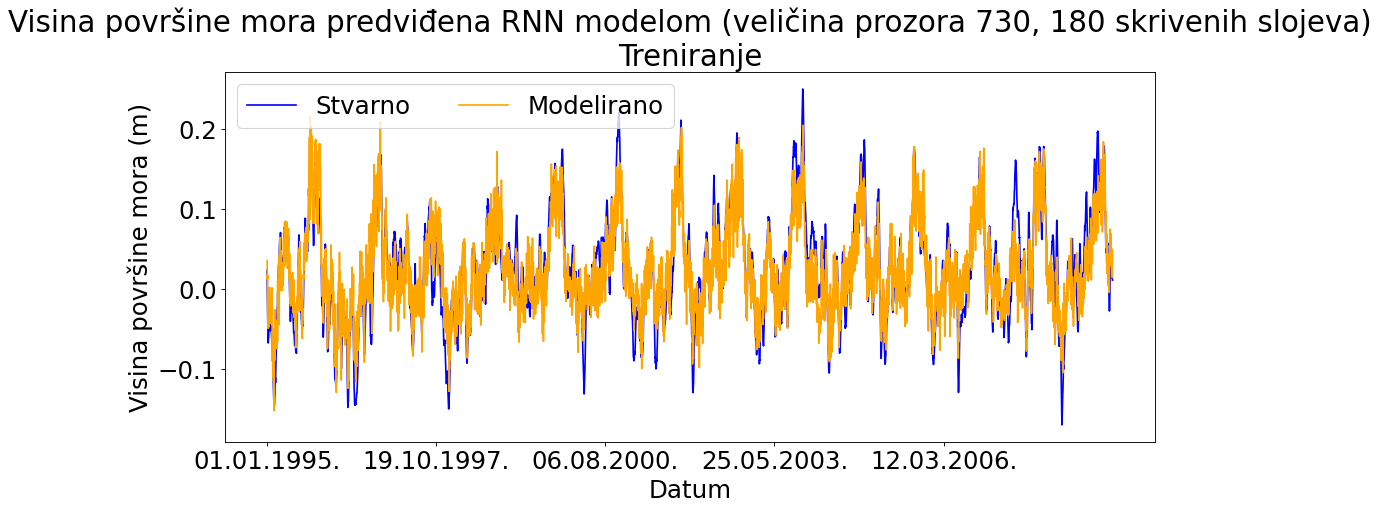 Visina površine mora predviđena RNN modelom (veličina prozora 730, 180 skrivenih slojeva)
Treniranje
Stvarno Modelirano
Visina površine mora (m)
0.2
0.1
0.0
−0.1
01.01.1995. 19.10.1997. 06.08.2000. 25.05.2003. 12.03.2006.
Datum